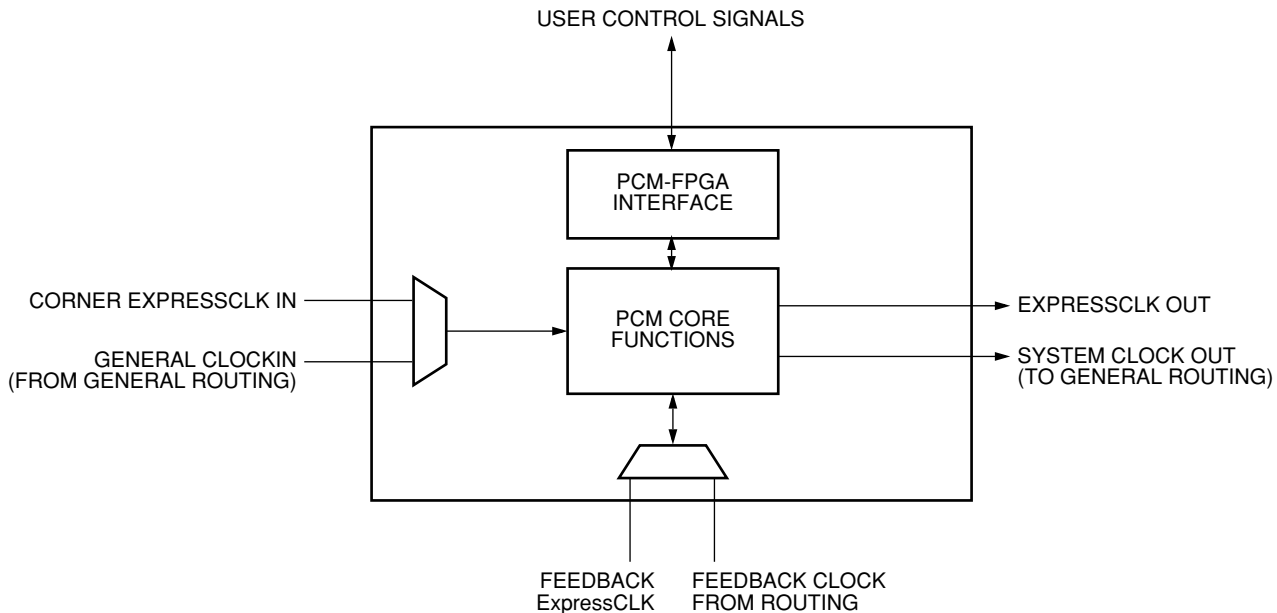 USER CONTROL SIGNALS
PCM-FPGA
INTERFACE
CORNER EXPRESSCLK IN
GENERAL CLOCKIN
(FROM GENERAL ROUTING)
PCM CORE
FUNCTIONS
EXPRESSCLK OUT
SYSTEM CLOCK OUT
(TO GENERAL ROUTING)
FEEDBACK
ExpressCLK
FEEDBACK CLOCK
FROM ROUTING